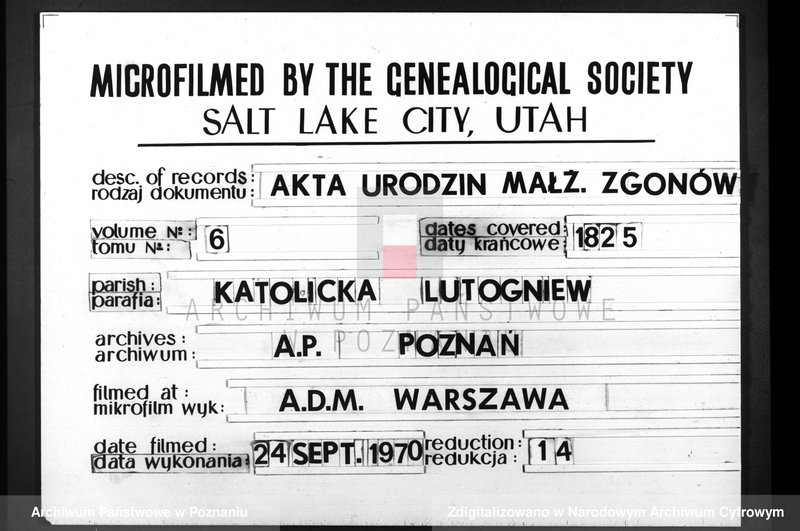 MICROFILMED BY THE GENEALOGICAL SOCIETY
SALT LAKE CITY, UTAH
desc. of records:
rodzaj dokumentu: AKTA URODZIN MAŁŻ. ZGONÓW
volume №:
tomu №: 6
dates covered:
daty krańcowe: 1825
parish:
parafia: KATOLICKA LUTOGNIEW
ARCHIWUM PAŃSTWOWE
W POZNANIU
archives:
archiwum: A.P. POZNAŃ
filmed at:
mikrofilm wyk: A.D.M. WARSZAWA
date filmed:
data wykonania: 24 SEPT. 1970
reduction:
redukcja: 14
Archiwum Państwowe w Poznaniu
Zdigitalizowano w Narodowym Archiwum Cyfrowym